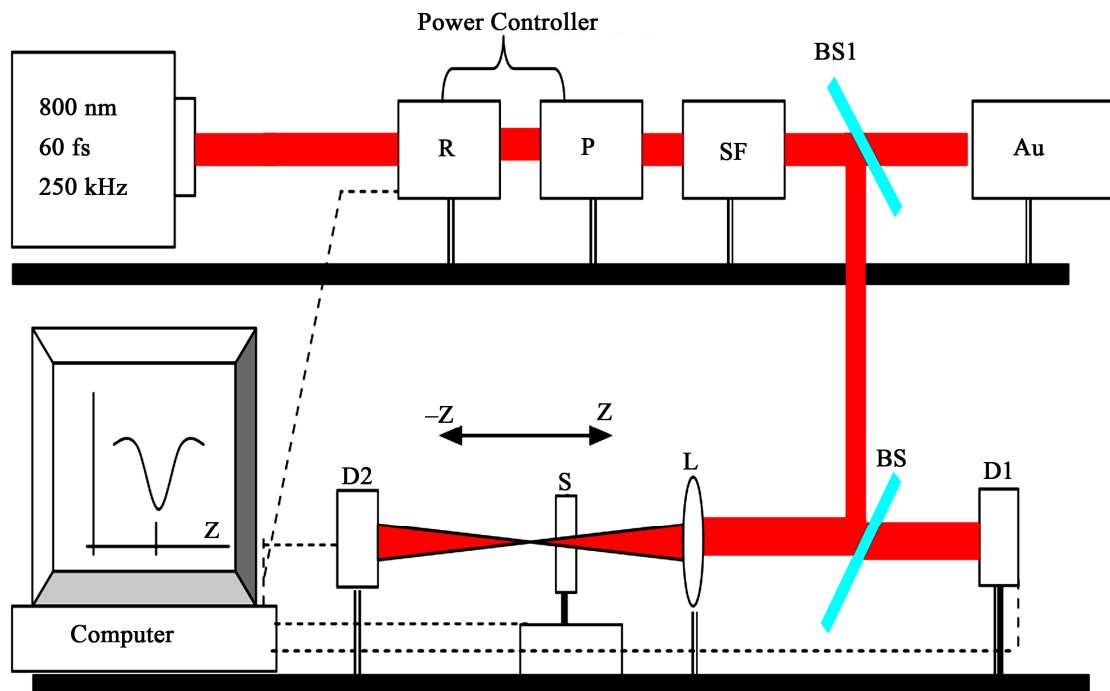 Power Controller
BS1
800 nm
60 fs
250 kHz
R
P
SF
Au
–Z
Z
D2
S
L
BS
D1
Z
Computer